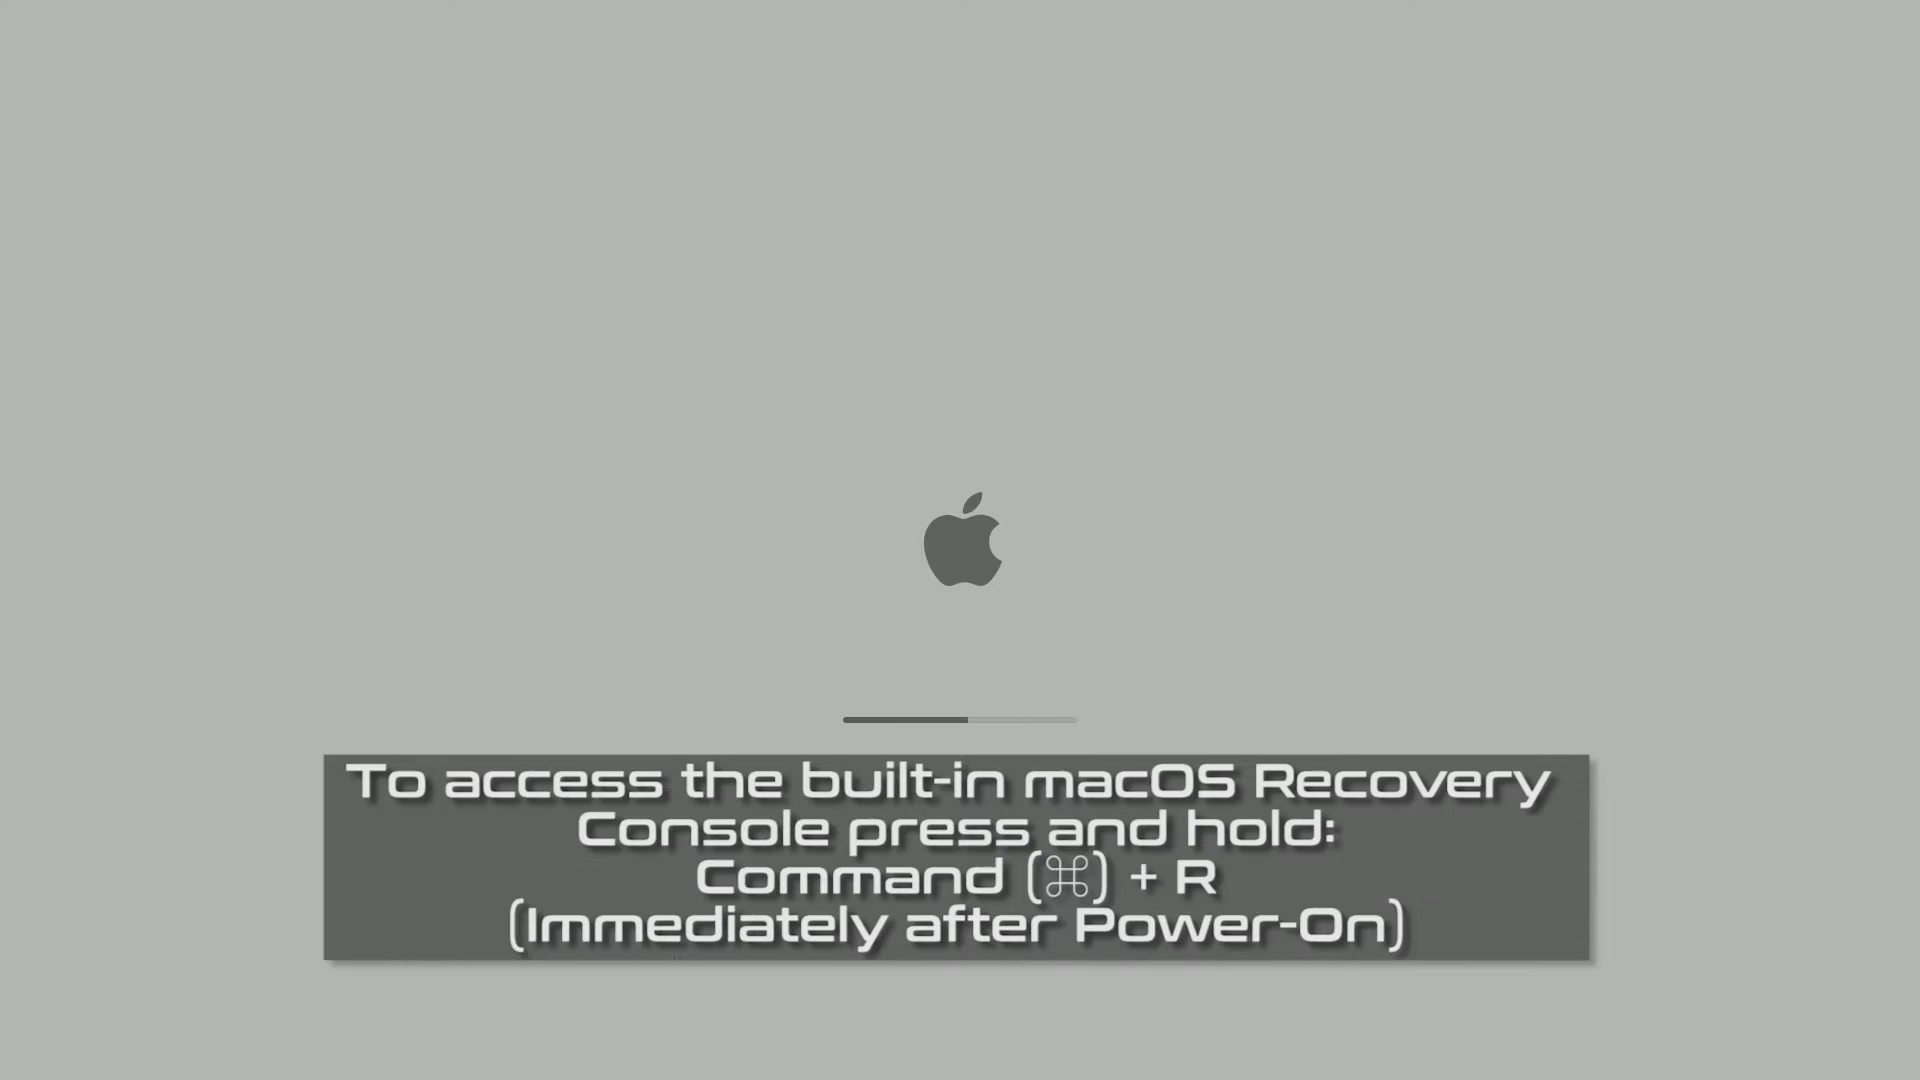 To access the built-in macOS Recovery
Console press and hold:
Command (⌘) + R
(Immediately after Power-On)